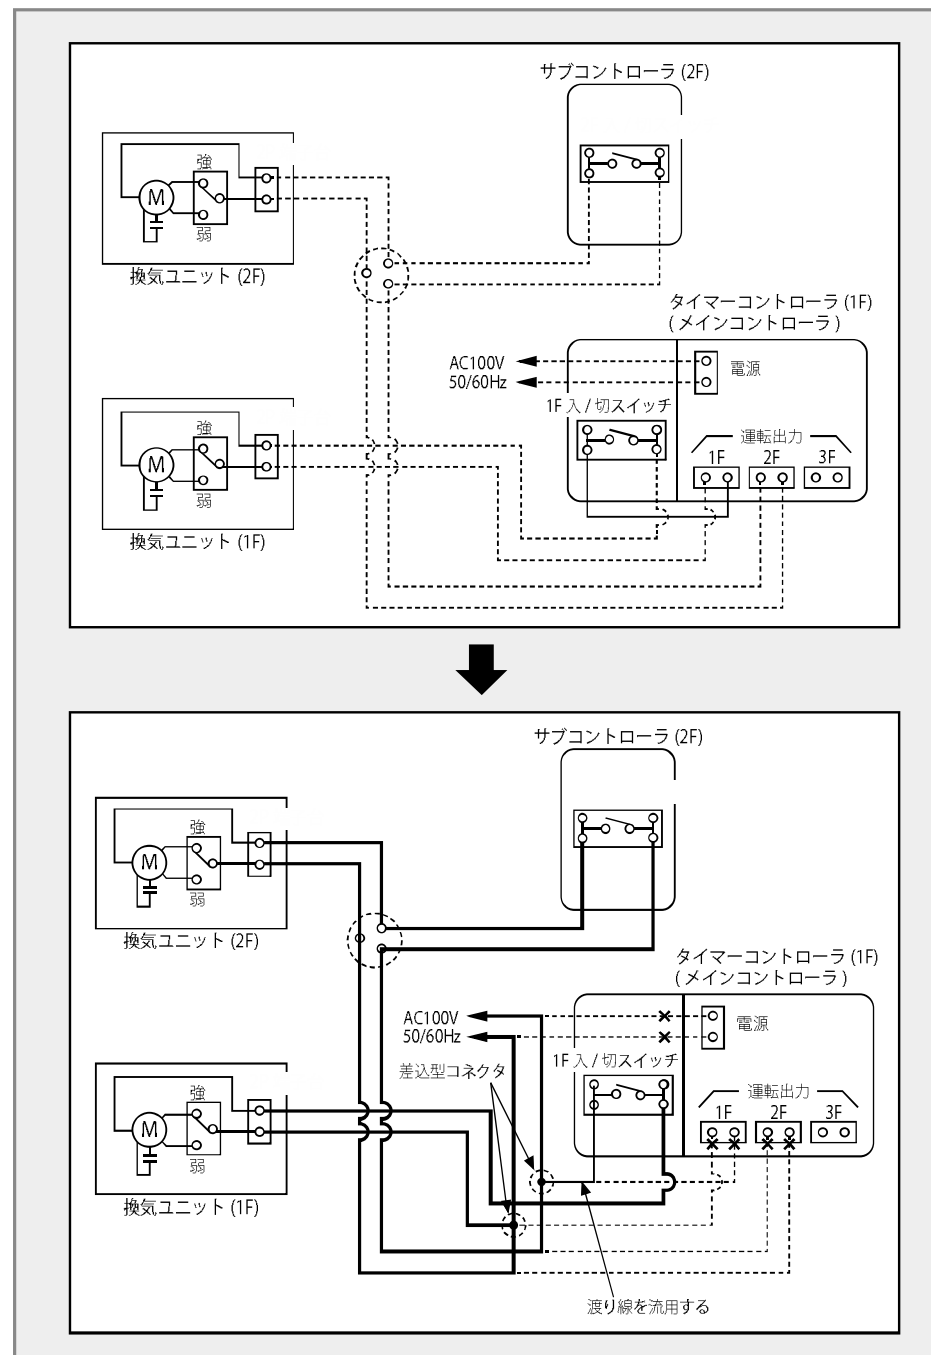 サブコントローラ (2F)
強
M
弱
換気ユニット (2F)
タイマーコントローラ (1F)
( メインコントローラ )
AC100V
50/60Hz
電源
1F 入 / 切スイッチ
運転出力
1F 2F 3F
強
M
弱
換気ユニット (1F)
サブコントローラ (2F)
強
M
弱
換気ユニット (2F)
タイマーコントローラ (1F)
( メインコントローラ )
AC100V
50/60Hz
電源
差込型コネクタ
1F 入 / 切スイッチ
運転出力
1F 2F 3F
強
M
弱
換気ユニット (1F)
渡り線を流用する